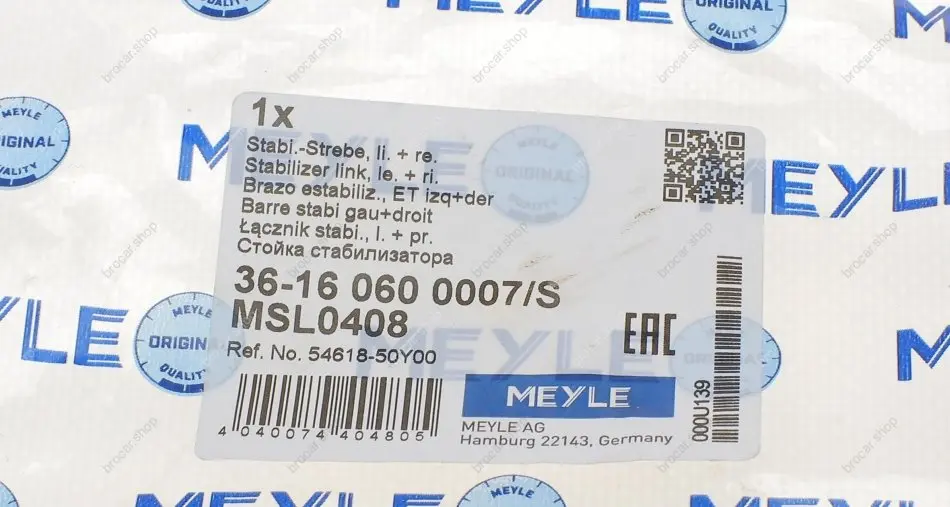 1x
Stabi.-Strebe, li. + re.
Stabilizer link, le. + ri.
Brazo estabiliz., ET izq+der
Barre stabi gau+droit
Łącznik stabi., l. + pr.
Стойка стабилизатора
36-16 060 0007/S
MSL0408
Ref. No. 54618-50Y00
4 040074 404805
EAC
MEYLE
MEYLE AG
Hamburg 22143, Germany
000U139
MEYLE
ORIGINAL
QUALITY
brocar.shop